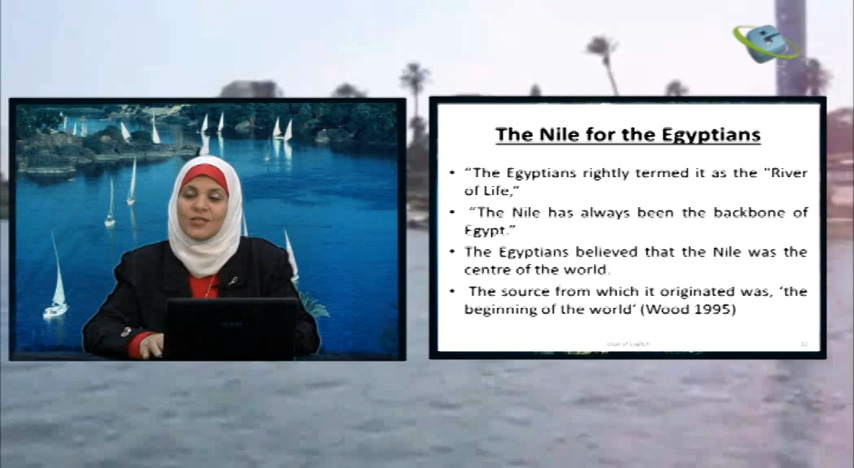 The Nile for the Egyptians
• “The Egyptians rightly termed it as the "River
of Life,”
• “The Nile has always been the backbone of
Egypt.”
• The Egyptians believed that the Nile was the
centre of the world.
• The source from which it originated was, ‘the
beginning of the world’ (Wood 1995)